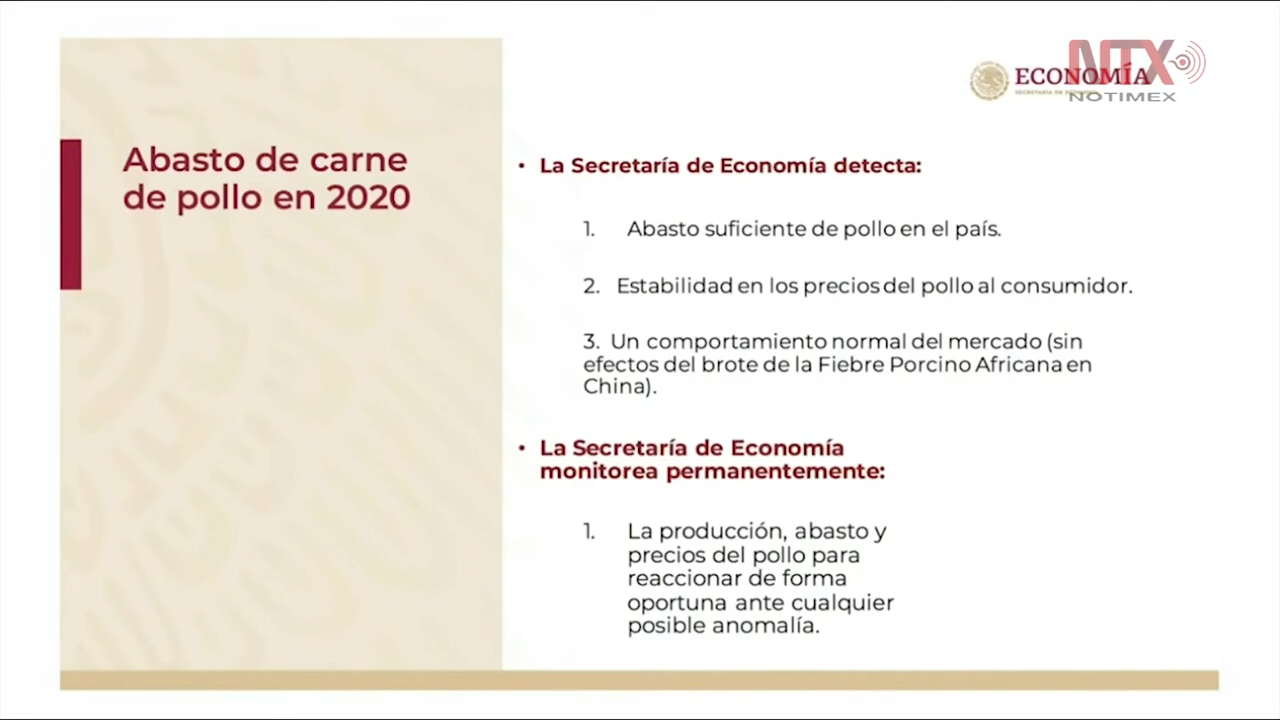 NTX
NOTIMEX
ECONOMÍA
Abasto de carne
de pollo en 2020
• La Secretaría de Economía detecta:
1. Abasto suficiente de pollo en el país.
2. Estabilidad en los precios del pollo al consumidor.
3. Un comportamiento normal del mercado (sin
efectos del brote de la Fiebre Porcino Africana en
China).
• La Secretaría de Economía
monitorea permanentemente:
1. La producción, abasto y
precios del pollo para
reaccionar de forma
oportuna ante cualquier
posible anomalía.